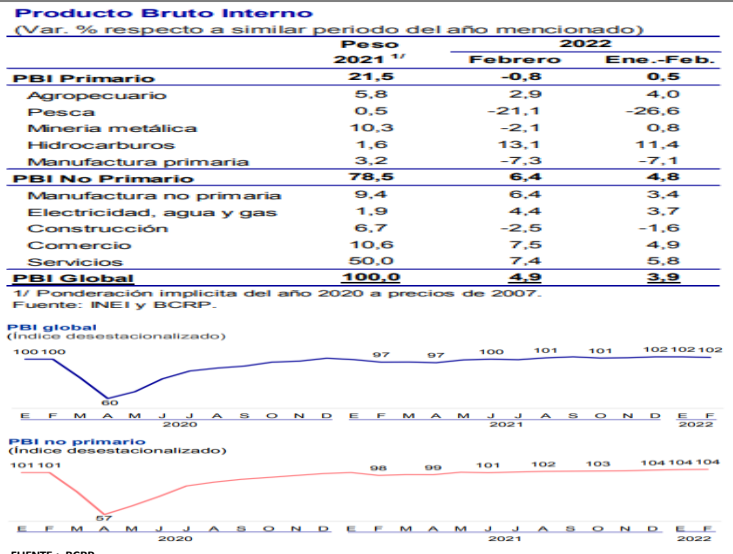 Producto Bruto Interno
(Var. % respecto a similar periodo del año mencionado)
Peso 2022
2021 1/ Febrero Ene.-Feb.
PBI Primario 21,5 -0,8 0,5
Agropecuario 5,8 2,9 4,0
Pesca 0,5 -21,1 -26,6
Minería metálica 10,3 -2,1 0,8
Hidrocarburos 1,6 13,1 11,4
Manufactura primaria 3,2 -7,3 -7,1
PBI No Primario 78,5 6,4 4,8
Manufactura no primaria 9,4 6,4 3,4
Electricidad, agua y gas 1,9 4,4 3,7
Construcción 6,7 -2,5 -1,6
Comercio 10,6 7,5 4,9
Servicios 50,0 7,4 5,8
PBI Global 100,0 4,9 3,9
1/ Ponderación implicita del año 2020 a precios de 2007.
Fuente: INEI y BCRP.
PBI global
(Índice desestacionalizado)
100 100 60 97 97 100 101 101 102 102 102
E F M A M J J A S O N D E F M A M J J A S O N D E F
2020 2021 2022
PBI no primario
(Índice desestacionalizado)
101 101 57 98 99 101 102 103 104 104 104
E F M A M J J A S O N D E F M A M J J A S O N D E F
2020 2021 2022
FUENTE: BCRP